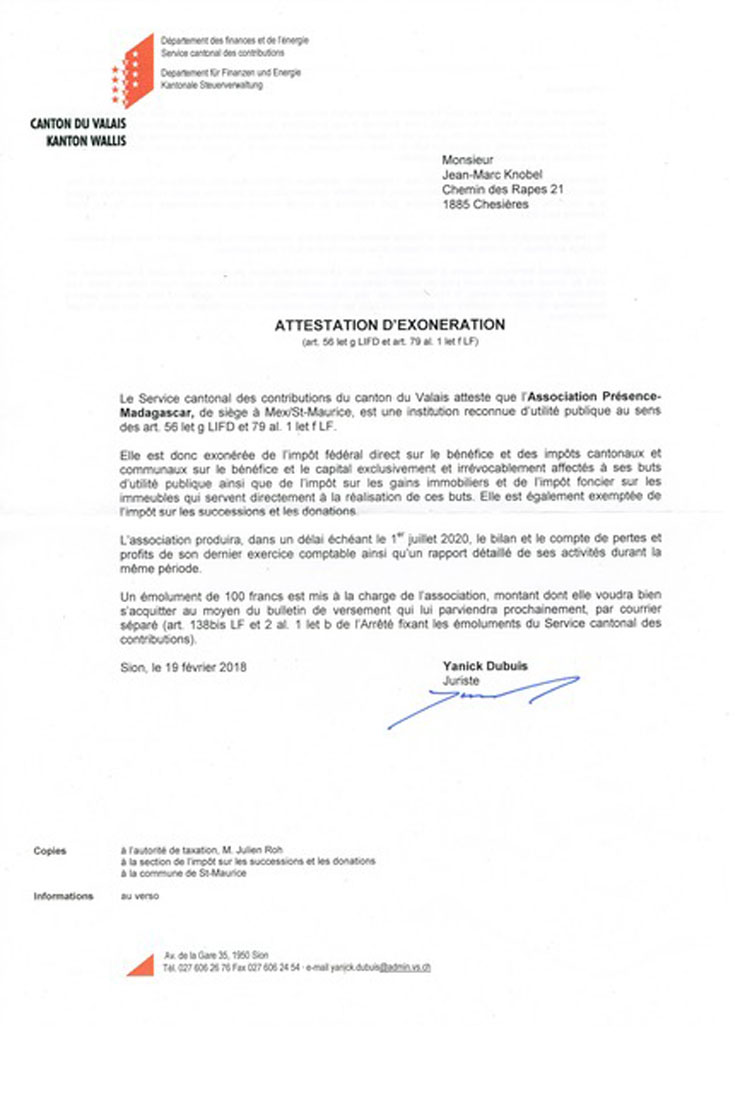 Département des finances et de l'énergie
Service cantonal des contributions
Departement für Finanzen und Energie
Kantonale Steuerverwaltung
CANTON DU VALAIS
KANTON WALLIS
Monsieur
Jean-Marc Knobel
Chemin des Rapes 21
1885 Chesières
ATTESTATION D'EXONERATION
(art. 56 let g LIFD et art. 79 al. 1 let f LF)
Le Service cantonal des contributions du canton du Valais atteste que l'Association Présence-
Madagascar, de siège à Mex/St-Maurice, est une institution reconnue d'utilité publique au sens
des art. 56 let g LIFD et 79 al. 1 let f LF.
Elle est donc exonérée de l'impôt fédéral direct sur le bénéfice et des impôts cantonaux et
communaux sur le bénéfice et le capital exclusivement et irrévocablement affectés à ses buts
d'utilité publique ainsi que de l'impôt sur les gains immobiliers et de l'impôt foncier sur les
immeubles qui servent directement à la réalisation de ces buts. Elle est également exemptée de
l'impôt sur les successions et les donations.
L'association produira, dans un délai échéant le 1er juillet 2020, le bilan et le compte de pertes et
profits de son dernier exercice comptable ainsi qu'un rapport détaillé de ses activités durant la
même période.
Un émolument de 100 francs est mis à la charge de l'association, montant dont elle voudra bien
s'acquitter au moyen du bulletin de versement qui lui parviendra prochainement, par courrier
séparé (art. 138bis LF et 2 al. 1 let b de l'Arrêté fixant les émoluments du Service cantonal des
contributions).
Sion, le 19 février 2018
Yanick Dubuis
Juriste
Copies
à l'autorité de taxation, M. Julien Roh
à la section de l'impôt sur les successions et les donations
à la commune de St-Maurice
Informations
au verso
Av. de la Gare 35, 1950 Sion
Tél. 027 606 26 76 Fax 027 606 24 54 · e-mail yanick.dubuis@admin.vs.ch